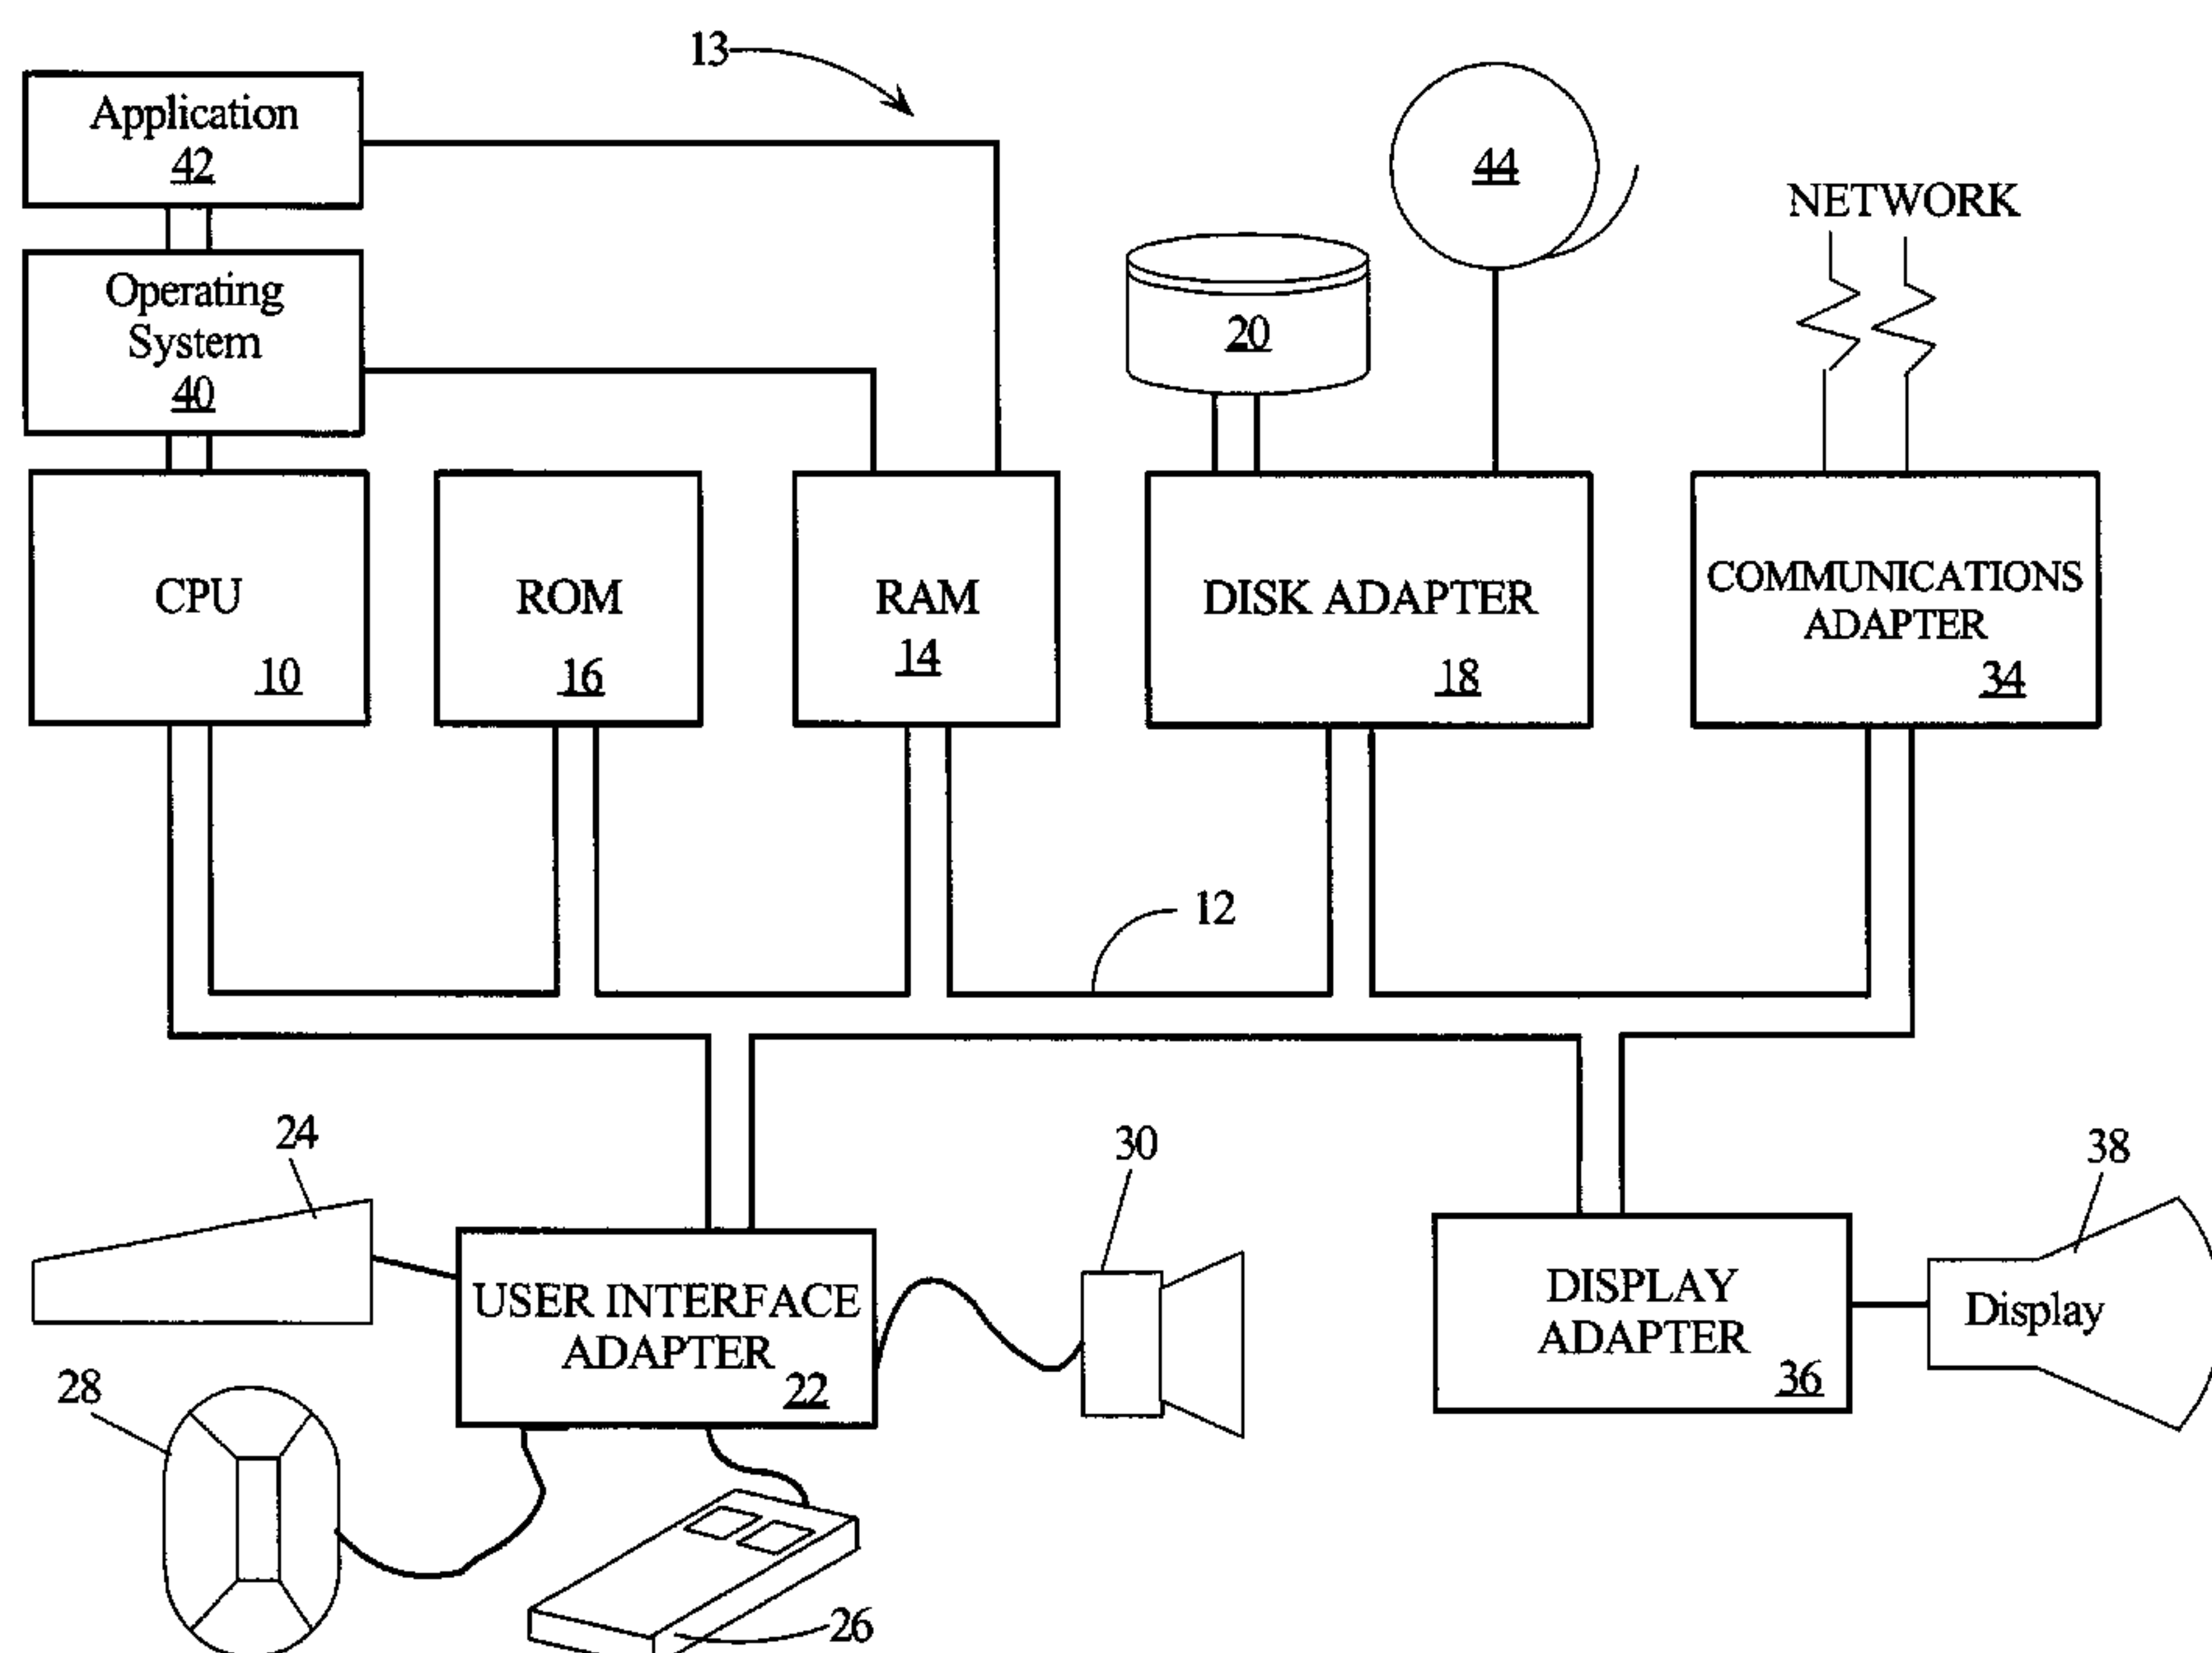 13
Application
42
44
NETWORK
Operating
System
40
20
CPU
10
ROM
16
RAM
14
DISK ADAPTER
18
COMMUNICATIONS
ADAPTER
34
12
24
30
38
USER INTERFACE
ADAPTER
22
DISPLAY
ADAPTER
36
Display
28
26